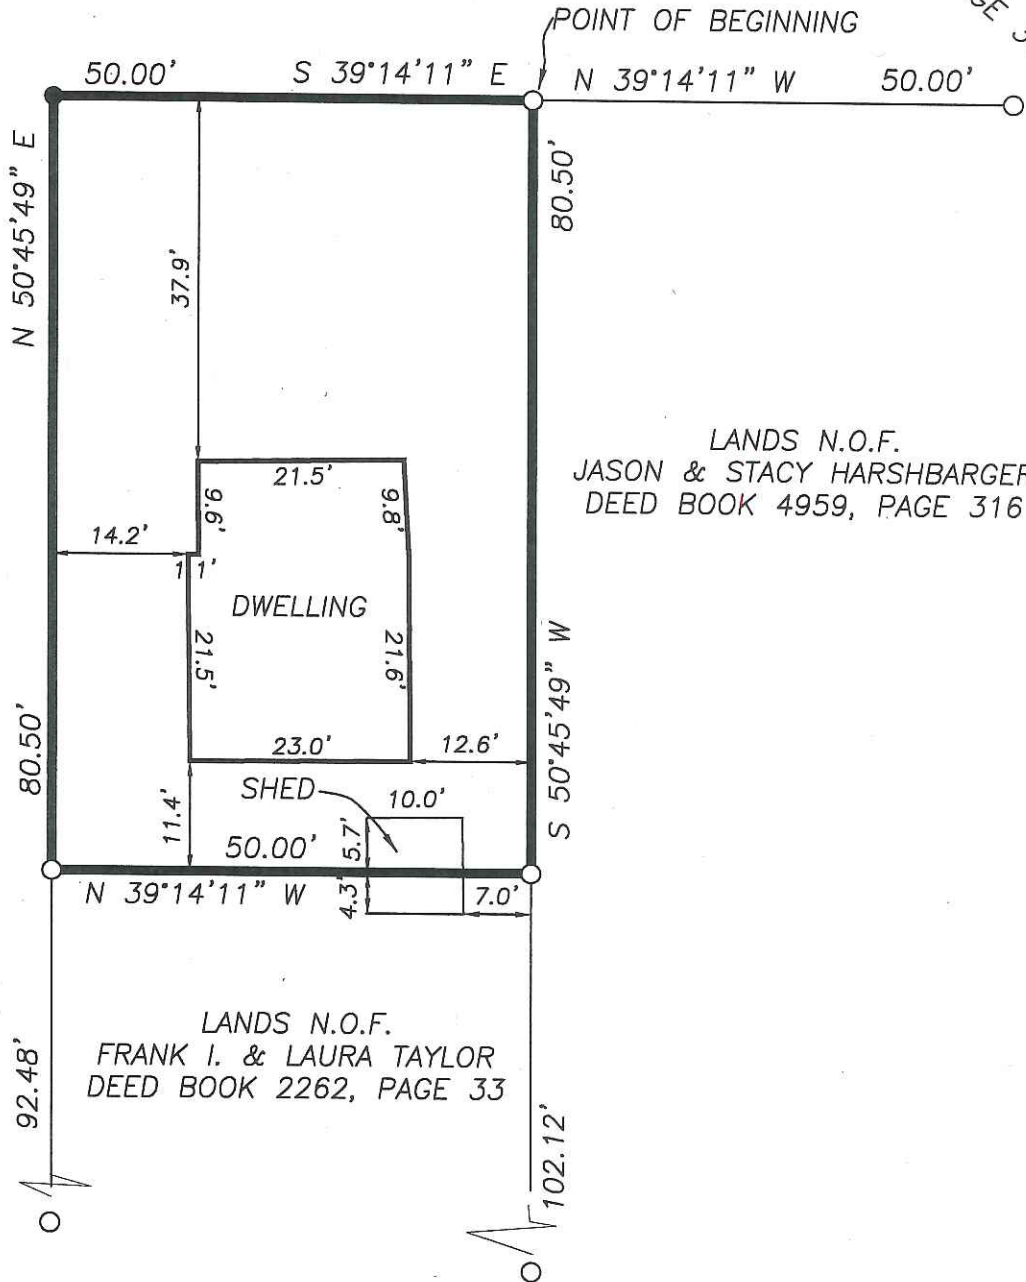 POINT OF BEGINNING
50.00'
S 39°14'11" E
N 39°14'11" W
50.00'
N 50°45'49" E
80.50'
37.9'
LANDS N.O.F.
JASON & STACY HARSHBARGER
DEED BOOK 4959, PAGE 316
21.5'
9.6'
9.8'
14.2'
1.1'
DWELLING
21.5'
21.6'
S 50°45'49" W
80.50'
23.0'
12.6'
SHED
10.0'
11.4'
50.00'
5.7'
N 39°14'11" W
4.3'
7.0'
LANDS N.O.F.
FRANK I. & LAURA TAYLOR
DEED BOOK 2262, PAGE 33
92.48'
102.12'